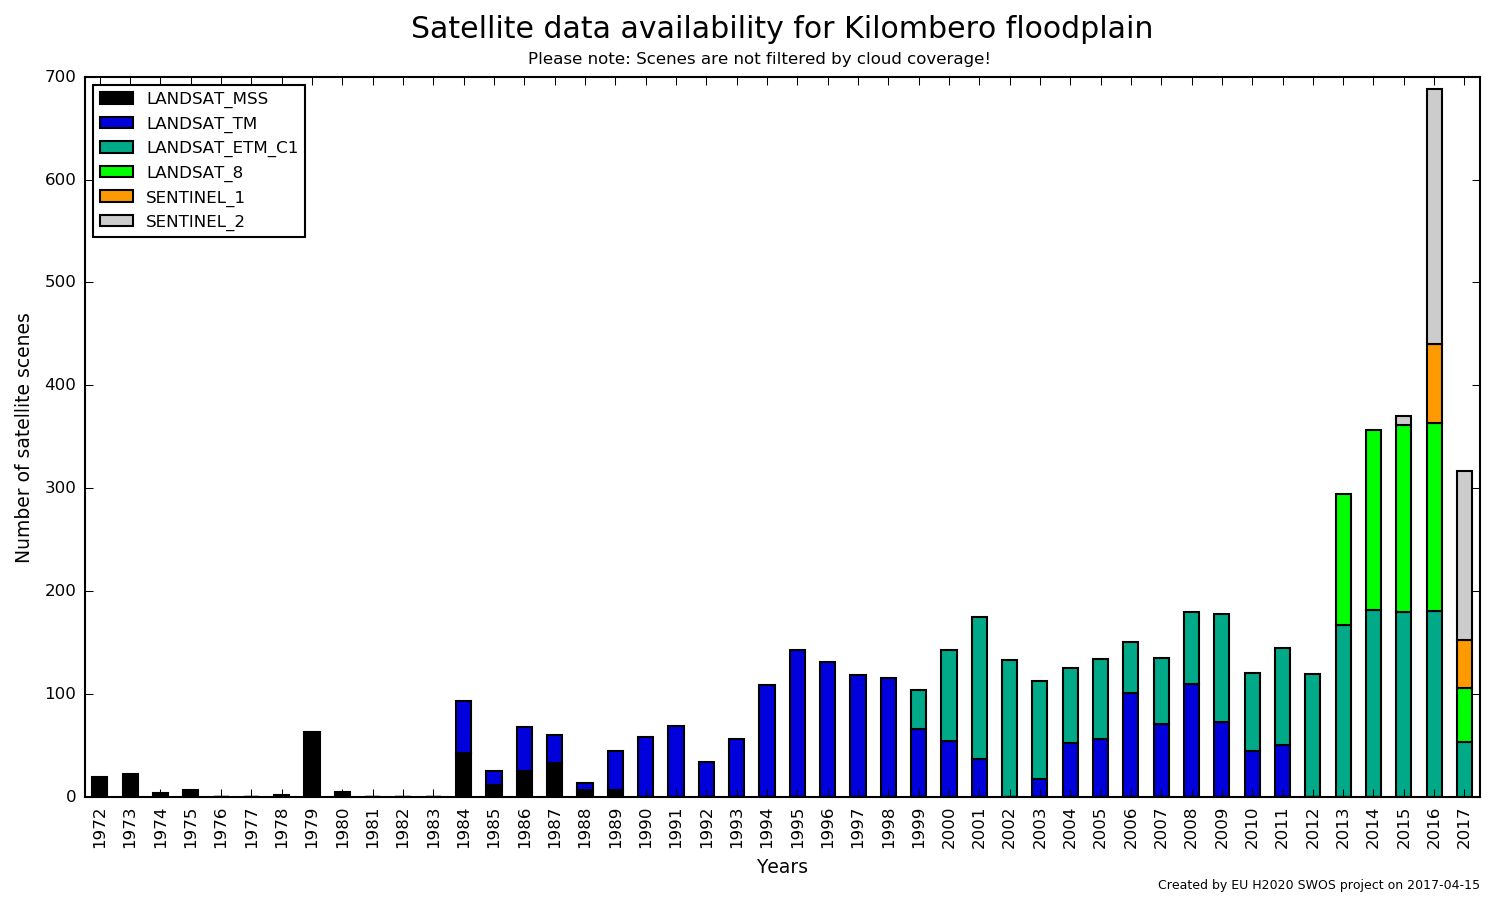 Satellite data availability for Kilombero floodplain
Please note: Scenes are not filtered by cloud coverage!
700
600
500
400
300
200
100
0
Number of satellite scenes
LANDSAT_MSS
LANDSAT_TM
LANDSAT_ETM_C1
LANDSAT_8
SENTINEL_1
SENTINEL_2
1972 1973 1974 1975 1976 1977 1978 1979 1980 1981 1982 1983 1984 1985 1986 1987 1988 1989 1990 1991 1992 1993 1994 1995 1996 1997 1998 1999 2000 2001 2002 2003 2004 2005 2006 2007 2008 2009 2010 2011 2012 2013 2014 2015 2016 2017
Years
Created by EU H2020 SWOS project on 2017-04-15